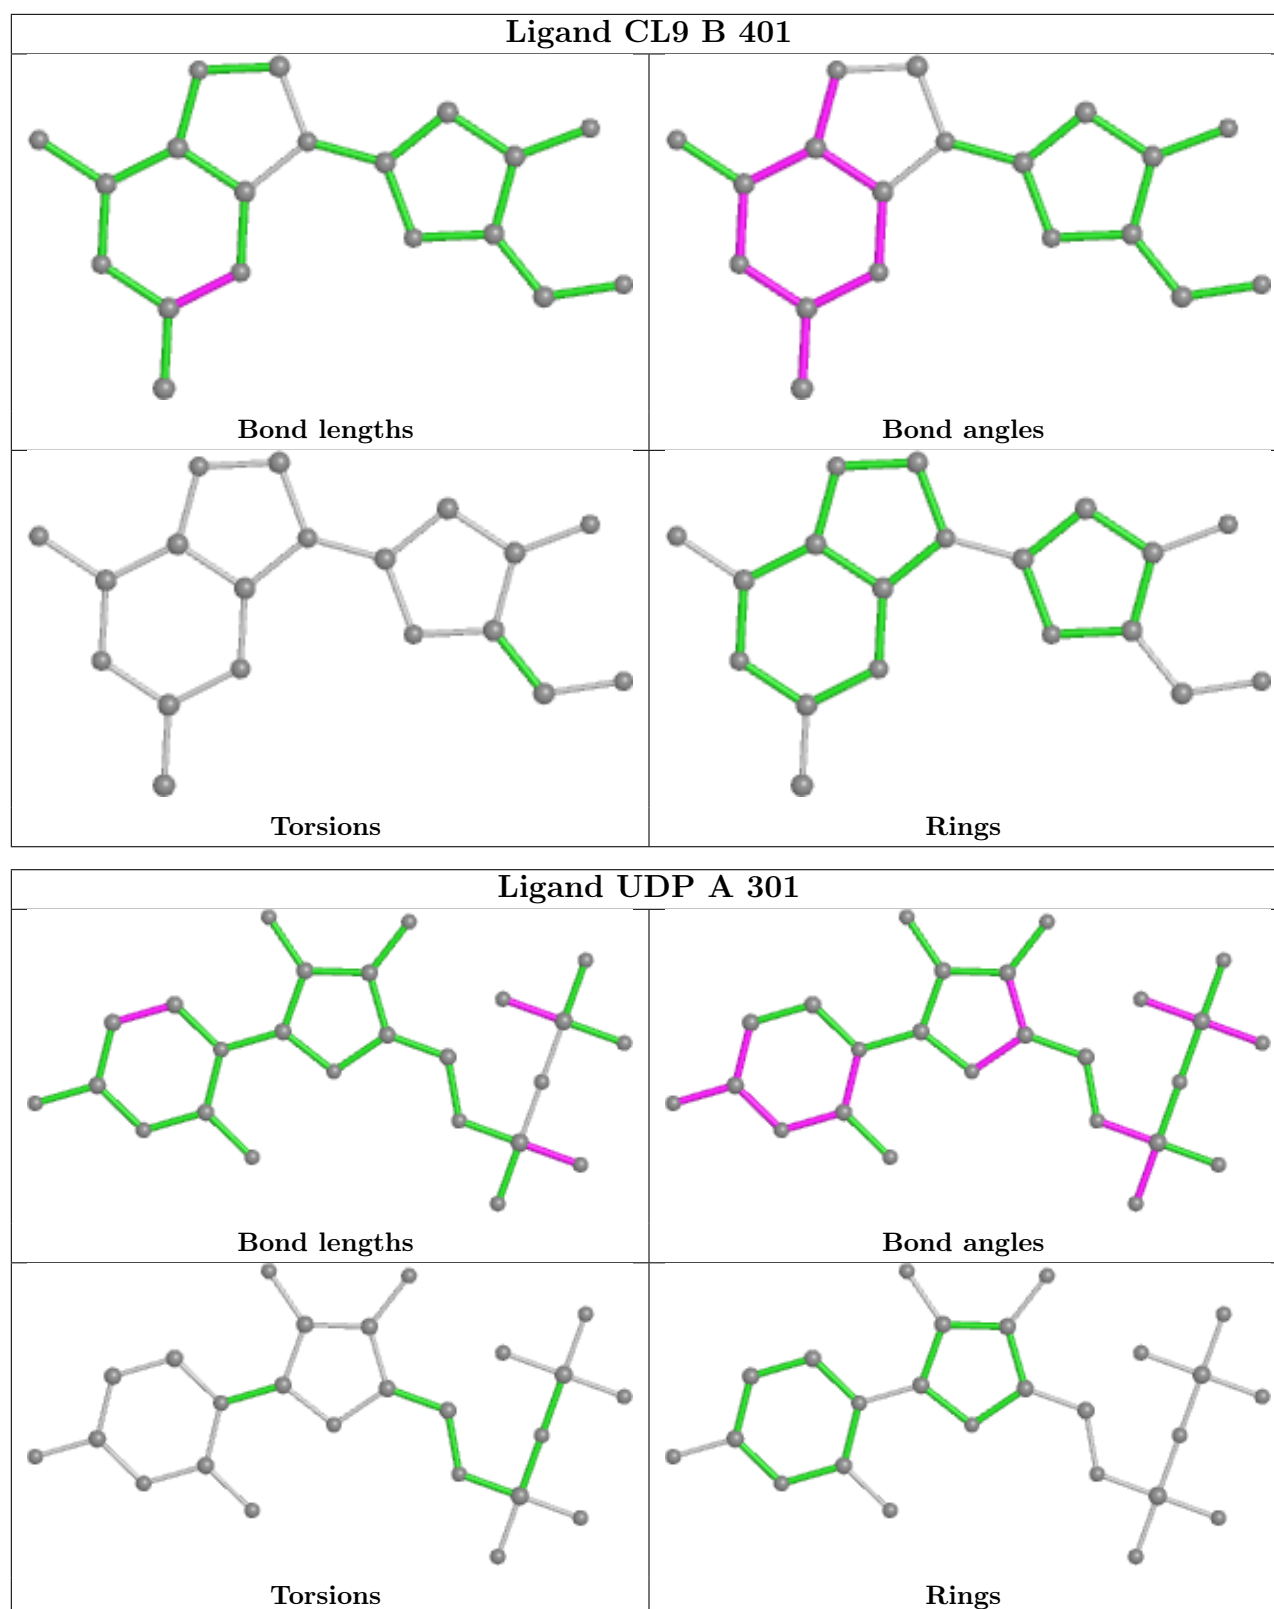 Ligand CL9 B 401
Bond lengths
Bond angles
Torsions
Rings
Ligand UDP A 301
Bond lengths
Bond angles
Torsions
Rings